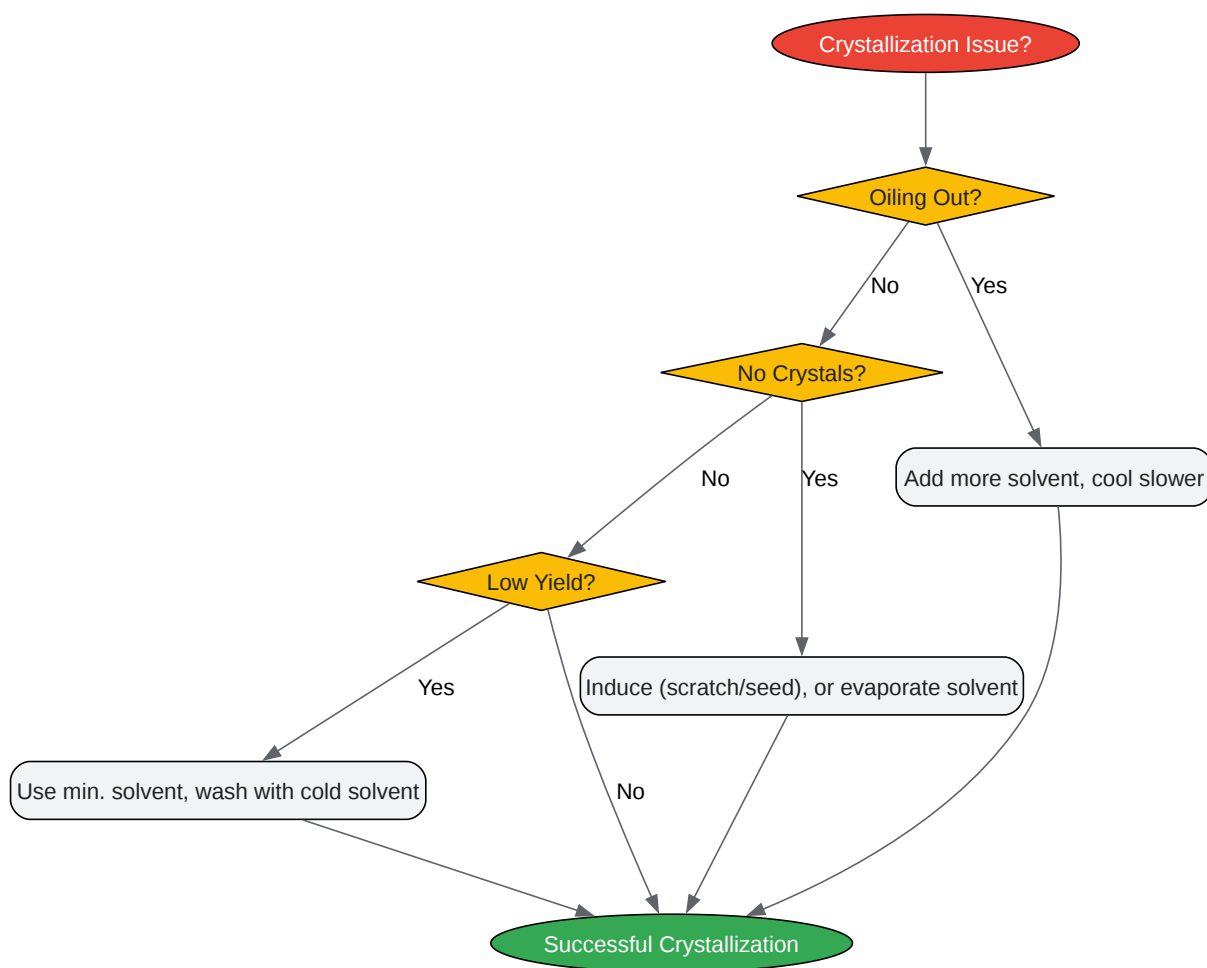 Crystallization Issue?
Oiling Out?
No
Yes
No Crystals?
No
Yes
Add more solvent, cool slower
Low Yield?
Yes
Induce (scratch/seed), or evaporate solvent
Use min. solvent, wash with cold solvent
No
Successful Crystallization